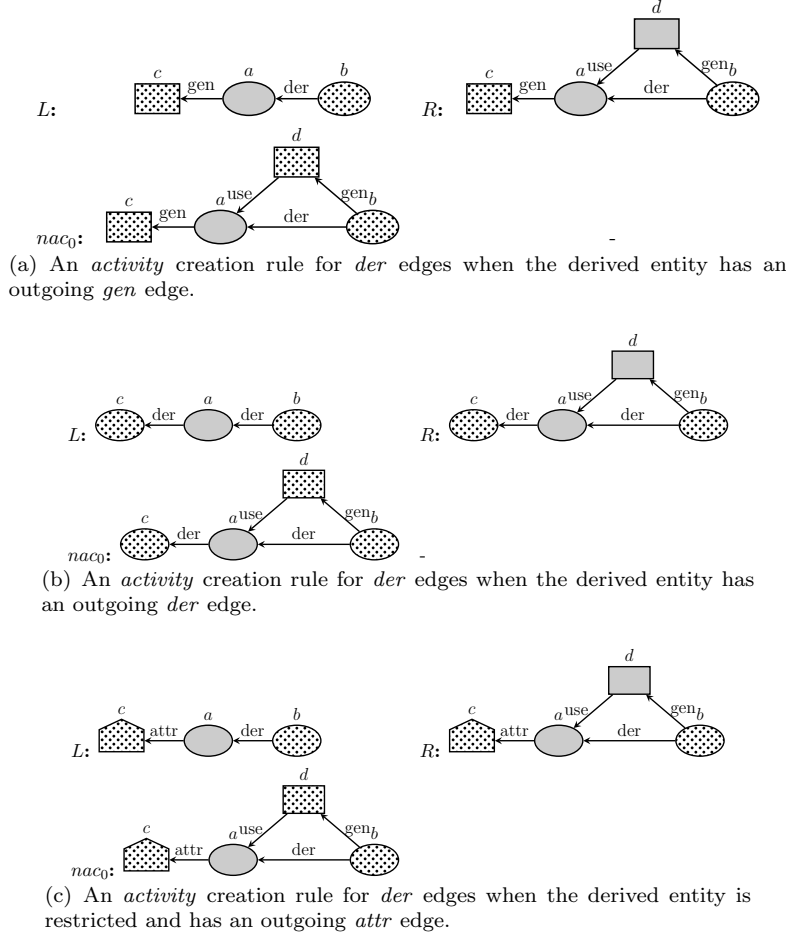 d
c a b
gen der
L:
d
c a use gen b
gen der
R:
d
c a use gen b
gen der
nac0: -
(a) An activity creation rule for der edges when the derived entity has an
outgoing gen edge.
c a b
der der
L:
d
c a use gen b
der der
R:
d
c a use gen b
der der
nac0: -
(b) An activity creation rule for der edges when the derived entity has
an outgoing der edge.
c a b
attr der
L:
d
c a use gen b
attr der
R:
d
c a use gen b
attr der
nac0:
(c) An activity creation rule for der edges when the derived entity is
restricted and has an outgoing attr edge.